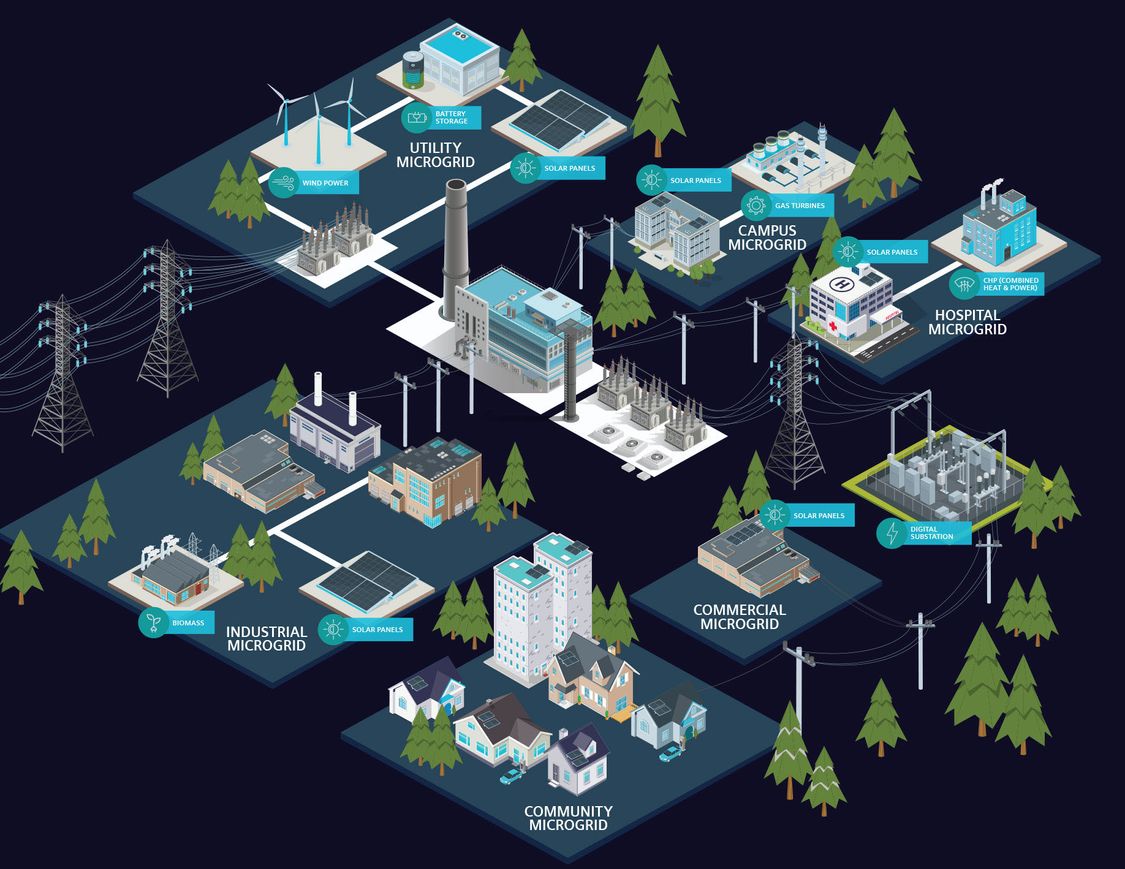 BATTERY
STORAGE
UTILITY
MICROGRID
SOLAR PANELS
WIND POWER
SOLAR PANELS
GAS TURBINES
CAMPUS
MICROGRID
SOLAR PANELS
CHP (COMBINED
HEAT & POWER)
H
HOSPITAL
MICROGRID
SOLAR PANELS
DIGITAL
SUBSTATION
BIOMASS
INDUSTRIAL
MICROGRID
SOLAR PANELS
COMMERCIAL
MICROGRID
COMMUNITY
MICROGRID